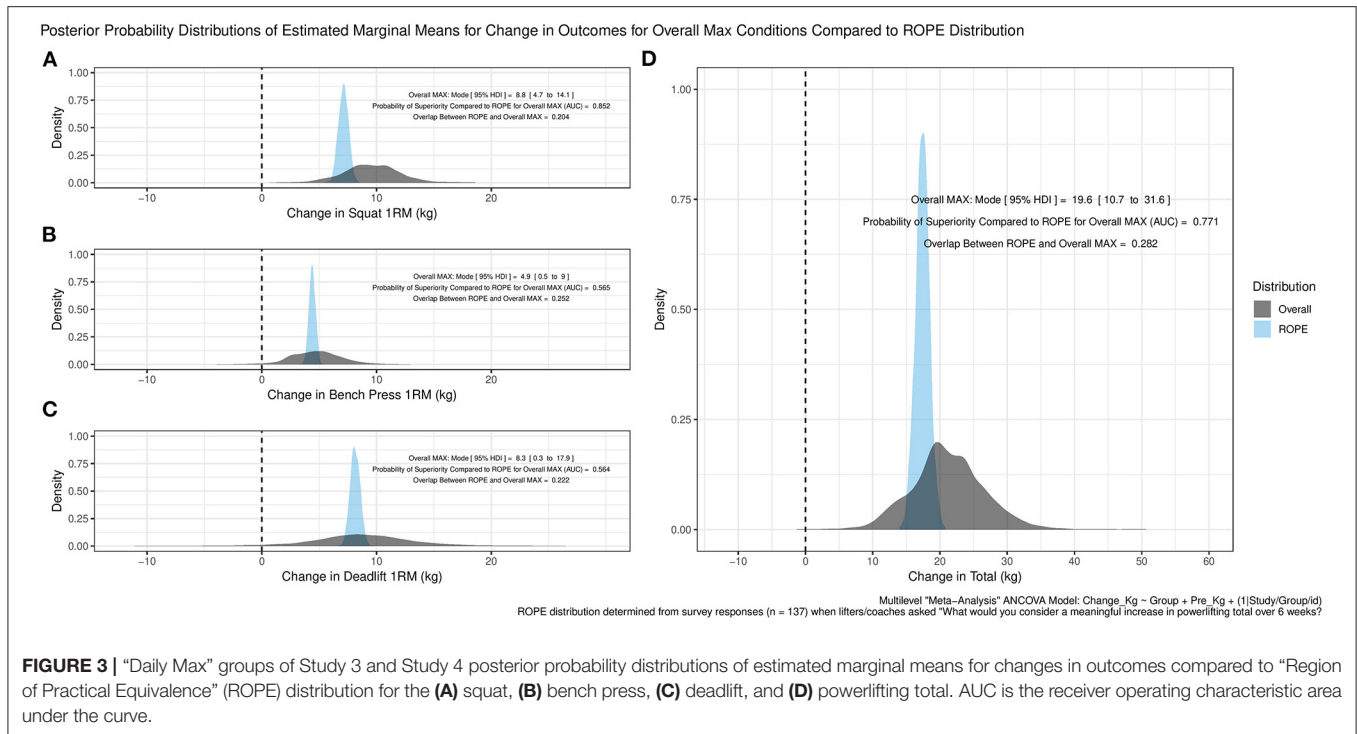 Posterior Probability Distributions of Estimated Marginal Means for Change in Outcomes for Overall Max Conditions Compared to ROPE Distribution
A
1.00
0.75
0.50
0.25
0.00
Density
Overall MAX: Mode [ 95% HDI ] = 8.8 [ 4.7 to 14.1 ]
Probability of Superiority Compared to ROPE for Overall MAX (AUC) = 0.852
Overlap Between ROPE and Overall MAX = 0.204
−10 0 10 20
Change in Squat 1RM (kg)
B
1.00
0.75
0.50
0.25
0.00
Density
Overall MAX: Mode [ 95% HDI ] = 4.9 [ 0.5 to 9 ]
Probability of Superiority Compared to ROPE for Overall MAX (AUC) = 0.565
Overlap Between ROPE and Overall MAX = 0.252
−10 0 10 20
Change in Bench Press 1RM (kg)
C
1.00
0.75
0.50
0.25
0.00
Density
Overall MAX: Mode [ 95% HDI ] = 8.3 [ 0.3 to 17.9 ]
Probability of Superiority Compared to ROPE for Overall MAX (AUC) = 0.564
Overlap Between ROPE and Overall MAX = 0.222
−10 0 10 20
Change in Deadlift 1RM (kg)
D
1.00
0.75
0.50
0.25
0.00
Density
Overall MAX: Mode [ 95% HDI ] = 19.6 [ 10.7 to 31.6 ]
Probability of Superiority Compared to ROPE for Overall MAX (AUC) = 0.771
Overlap Between ROPE and Overall MAX = 0.282
−10 0 10 20 30 40 50 60
Change in Total (kg)
Distribution
Overall
ROPE
Multilevel "Meta−Analysis" ANCOVA Model: Change_Kg ~ Group + Pre_Kg + (1|Study/Group/id)
ROPE distribution determined from survey responses (n = 137) when lifters/coaches asked "What would you consider a meaningful increase in powerlifting total over 6 weeks?
FIGURE 3 | “Daily Max” groups of Study 3 and Study 4 posterior probability distributions of estimated marginal means for changes in outcomes compared to “Region
of Practical Equivalence” (ROPE) distribution for the (A) squat, (B) bench press, (C) deadlift, and (D) powerlifting total. AUC is the receiver operating characteristic area
under the curve.